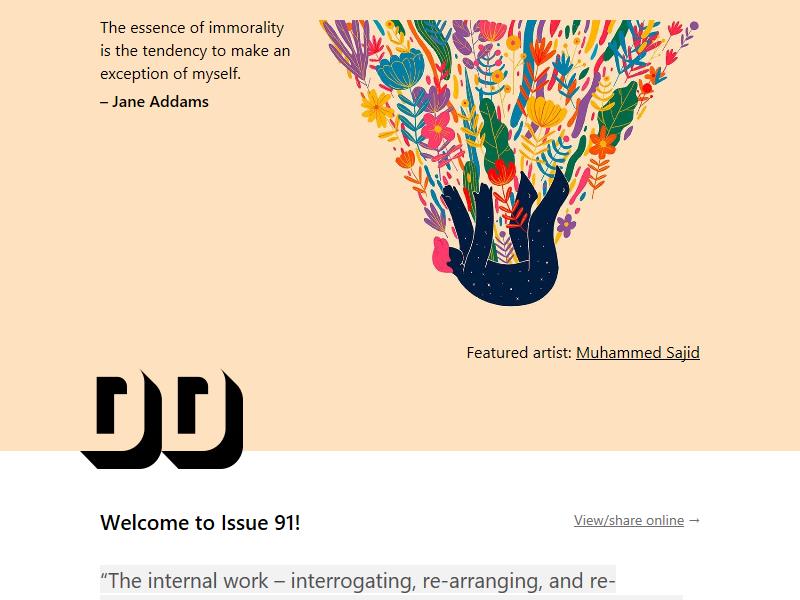 The essence of immorality
is the tendency to make an
exception of myself.
– Jane Addams
Featured artist: Muhammed Sajid
DD
Welcome to Issue 91!
View/share online →
“The internal work – interrogating, re-arranging, and re-